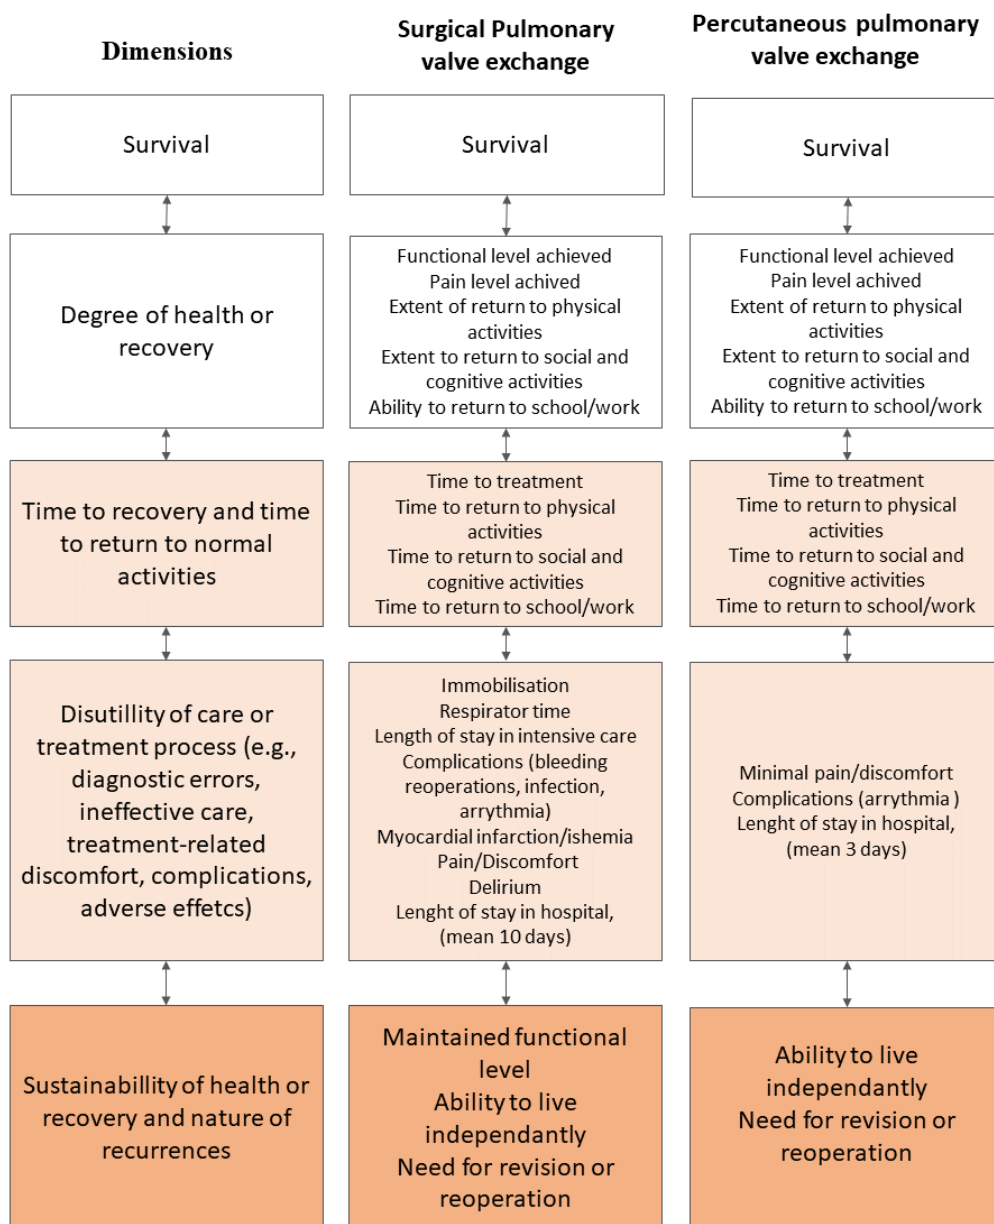 Dimensions
Surgical Pulmonary
valve exchange
Percutaneous pulmonary
valve exchange
Survival
Survival
Survival
Degree of health or
recovery
Functional level achieved
Pain level achived
Extent of return to physical
activities
Extent to return to social and
cognitive activities
Ability to return to school/work
Functional level achieved
Pain level achived
Extent of return to physical
activities
Extent to return to social and
cognitive activities
Ability to return to school/work
Time to recovery and time
to return to normal
activities
Time to treatment
Time to return to physical
activities
Time to return to social and
cognitive activities
Time to return to school/work
Time to treatment
Time to return to physical
activities
Time to return to social and
cognitive activities
Time to return to school/work
Disutillity of care or
treatment process (e.g.,
diagnostic errors,
ineffective care,
treatment-related
discomfort, complications,
adverse effetcs)
Immobilisation
Respirator time
Length of stay in intensive care
Complications (bleeding
reoperations, infection,
arrythmia)
Myocardial infarction/ishemia
Pain/Discomfort
Delirium
Lenght of stay in hospital,
(mean 10 days)
Minimal pain/discomfort
Complications (arrythmia )
Lenght of stay in hospital,
(mean 3 days)
Sustainabillity of health or
recovery and nature of
recurrences
Maintained functional
level
Ability to live
independantly
Need for revision or
reoperation
Ability to live
independantly
Need for revision or
reoperation